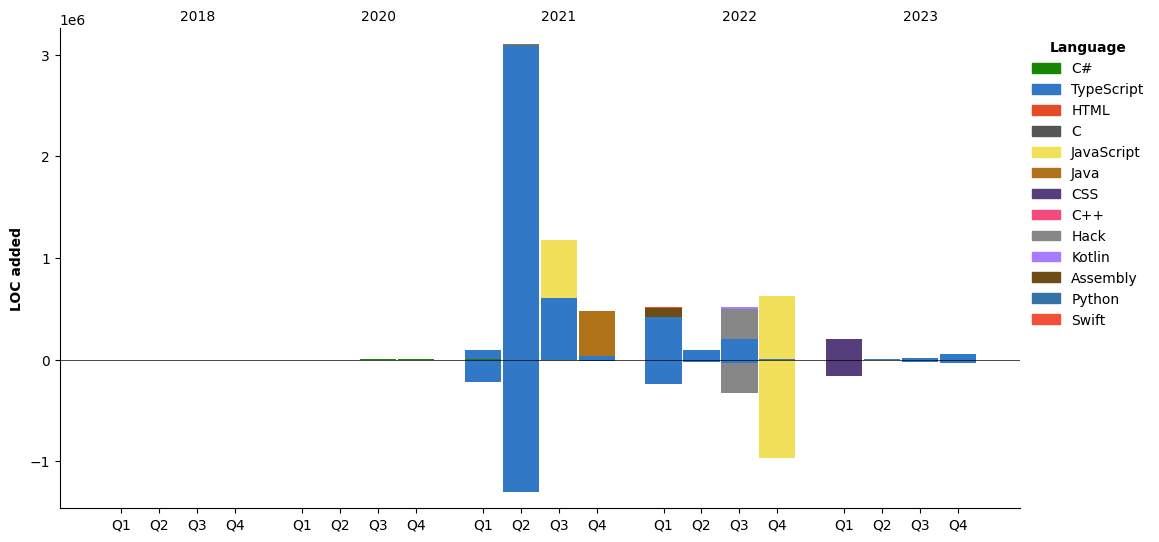 2018 2020 2021 2022 2023
1e6
Language
C#
TypeScript
HTML
C
JavaScript
Java
CSS
C++
Hack
Kotlin
Assembly
Python
Swift
LOC added
3
2
1
0
−1
Q1 Q2 Q3 Q4 Q1 Q2 Q3 Q4 Q1 Q2 Q3 Q4 Q1 Q2 Q3 Q4 Q1 Q2 Q3 Q4